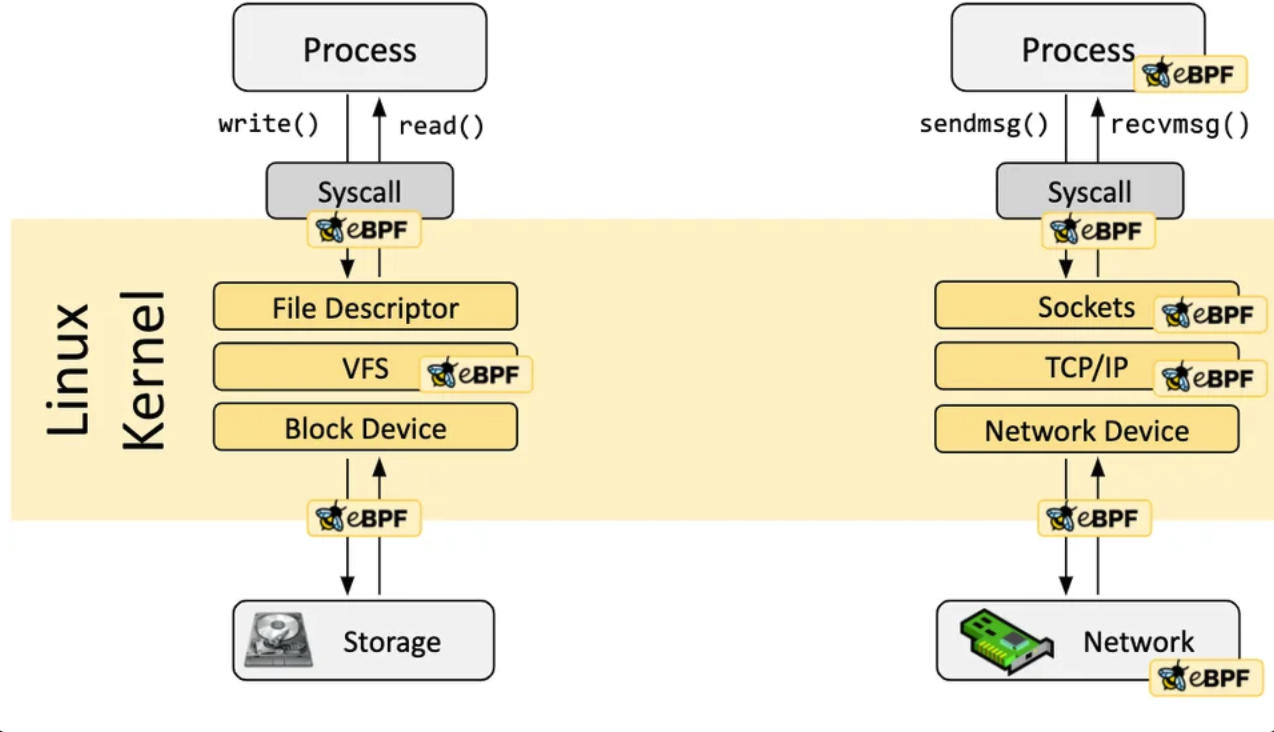 Process
write()
read()
Syscall
eBPF
File Descriptor
VFS
eBPF
Block Device
eBPF
Storage
Linux
Kernel
Process
eBPF
sendmsg()
recvmsg()
Syscall
eBPF
Sockets
eBPF
TCP/IP
eBPF
Network Device
eBPF
Network
eBPF